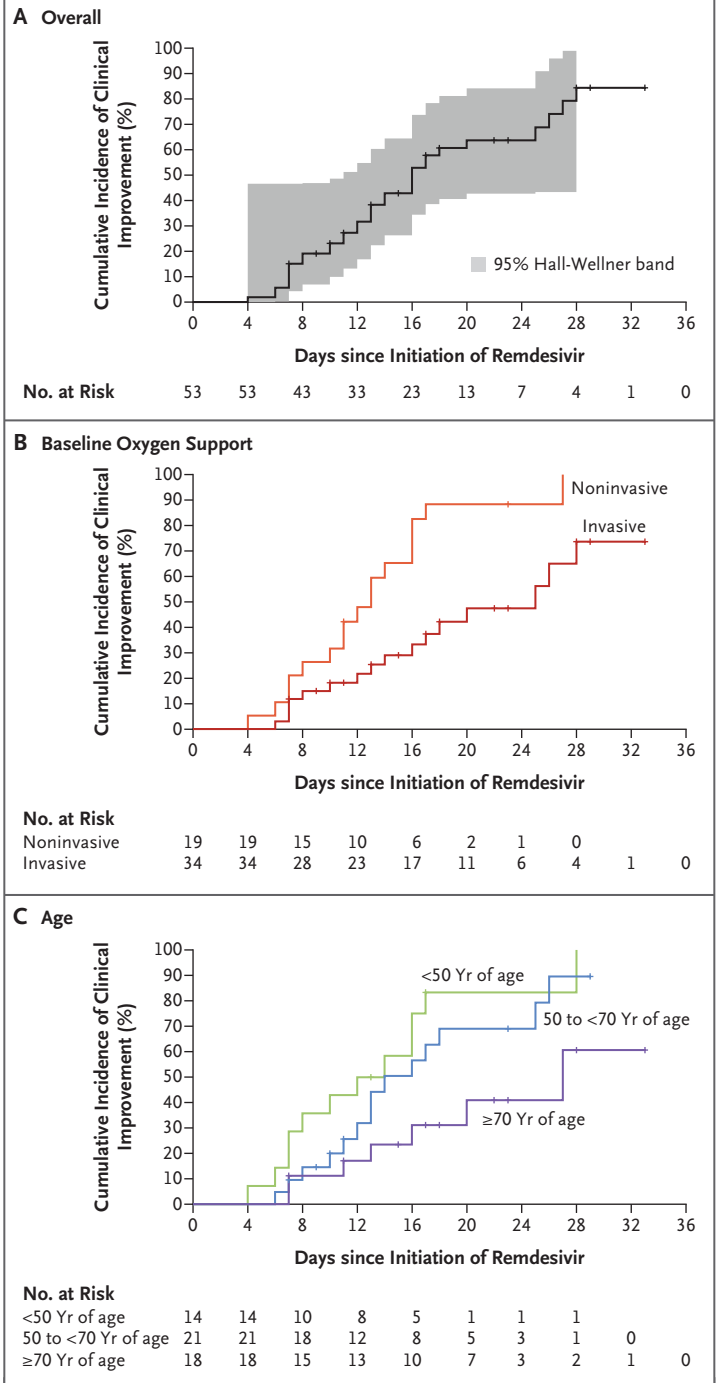 A Overall
Cumulative Incidence of Clinical
Improvement (%)
100
90
80
70
60
50
40
30
20
10
0
95% Hall-Wellner band
0 4 8 12 16 20 24 28 32 36
Days since Initiation of Remdesivir
No. at Risk 53 53 43 33 23 13 7 4 1 0
B Baseline Oxygen Support
Cumulative Incidence of Clinical
Improvement (%)
100
90
80
70
60
50
40
30
20
10
0
Noninvasive
Invasive
0 4 8 12 16 20 24 28 32 36
Days since Initiation of Remdesivir
No. at Risk
Noninvasive 19 19 15 10 6 2 1 0
Invasive 34 34 28 23 17 11 6 4 1 0
C Age
Cumulative Incidence of Clinical
Improvement (%)
100
90
80
70
60
50
40
30
20
10
0
<50 Yr of age
50 to <70 Yr of age
≥70 Yr of age
0 4 8 12 16 20 24 28 32 36
Days since Initiation of Remdesivir
No. at Risk
<50 Yr of age 14 14 10 8 5 1 1 1
50 to <70 Yr of age 21 21 18 12 8 5 3 1 0
≥70 Yr of age 18 18 15 13 10 7 3 2 1 0